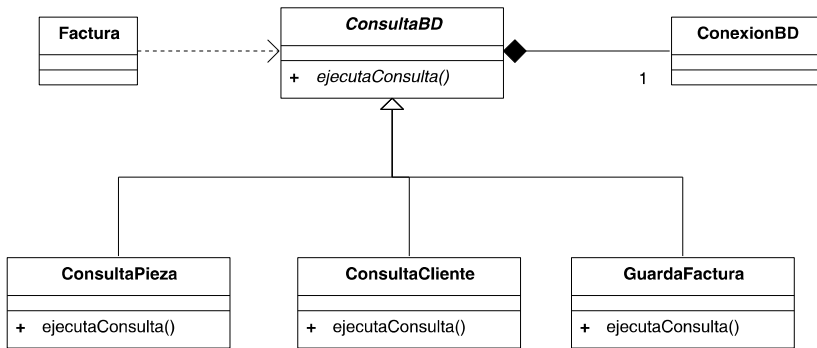 Factura
ConsultaBD
+ ejecutaConsulta()
ConexionBD
1
ConsultaPieza
+ ejecutaConsulta()
ConsultaCliente
+ ejecutaConsulta()
GuardaFactura
+ ejecutaConsulta()